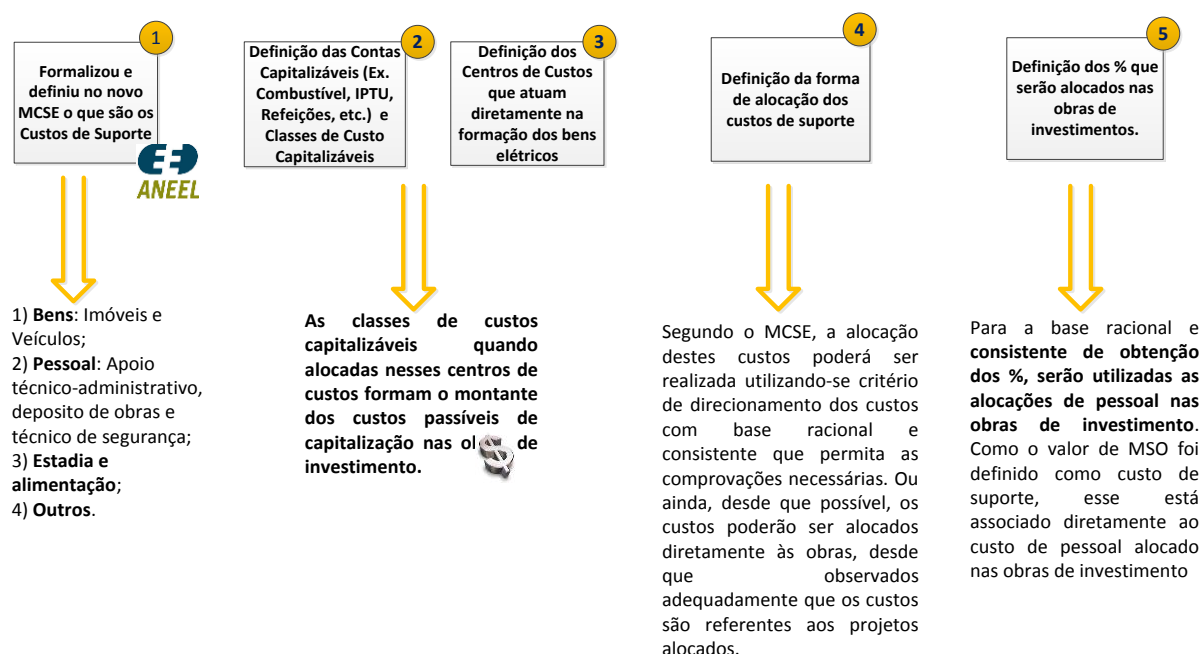 1
Formalizou e
definiu no novo
MCSE o que são os
Custos de Suporte
ANEEL
1) Bens: Imóveis e
Veículos;
2) Pessoal: Apoio
técnico-administrativo,
deposito de obras e
técnico de segurança;
3) Estadia e
alimentação;
4) Outros.
2
Definição das Contas
Capitalizáveis (Ex.
Combustível, IPTU,
Refeições, etc.) e
Classes de Custo
Capitalizáveis
3
Definição dos
Centros de Custos
que atuam
diretamente na
formação dos bens
elétricos
As classes de custos
capitalizáveis quando
alocadas nesses centros de
custos formam o montante
dos custos passíveis de
capitalização nas de
investimento.
4
Definição da forma
de alocação dos
custos de suporte
Segundo o MCSE, a alocação
destes custos poderá ser
realizada utilizando-se critério
de direcionamento dos custos
com base racional e
consistente que permita as
comprovações necessárias. Ou
ainda, desde que possível, os
custos poderão ser alocados
diretamente às obras, desde
que observados
adequadamente que os custos
são referentes aos projetos
alocados.
5
Definição dos % que
serão alocados nas
obras de
investimentos.
Para a base racional e
consistente de obtenção
dos %, serão utilizadas as
alocações de pessoal nas
obras de investimento.
Como o valor de MSO foi
definido como custo de
suporte, esse está
associado diretamente ao
custo de pessoal alocado
nas obras de investimento